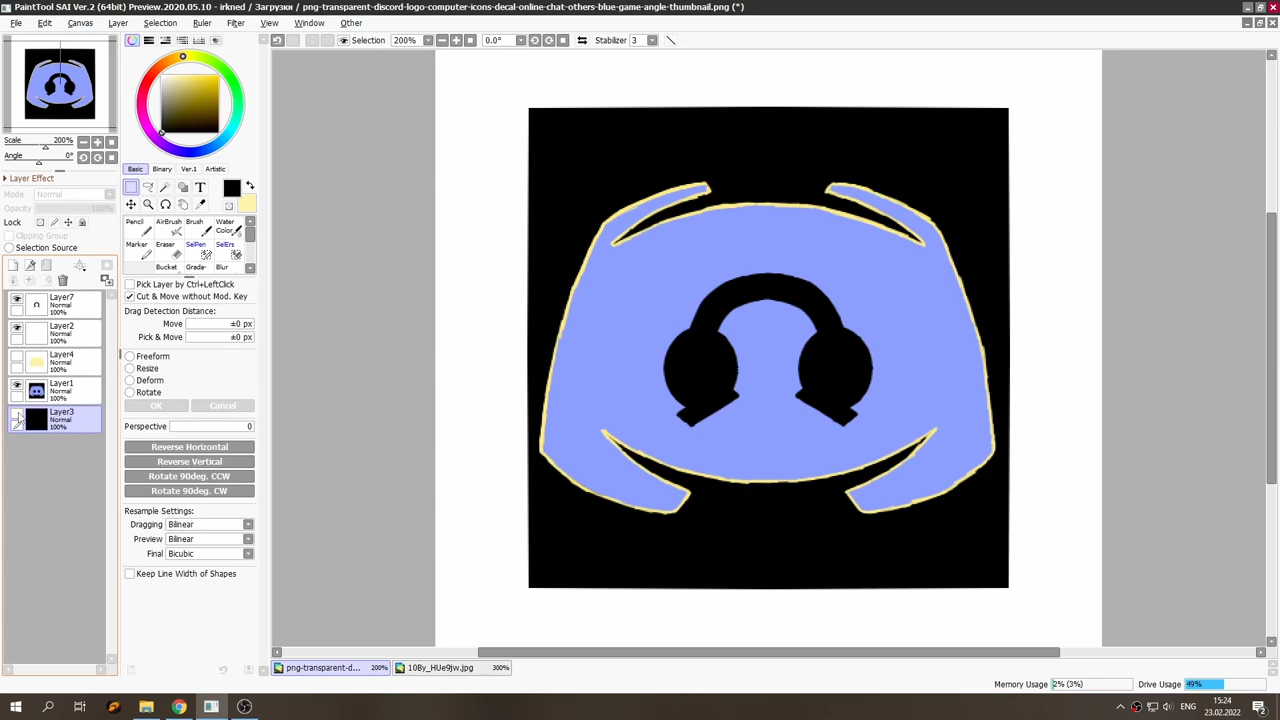 PaintTool SAI Ver.2 (64bit) Preview.2020.05.10 - irkned / Загрузки / png-transparent-discord-logo-computer-icons-decal-online-chat-others-blue-game-angle-thumbnail.png (*)
File Edit Canvas Layer Selection Ruler Filter View Window Other
Selection 200% 0.0° Stabilizer 3
Scale 200%
Angle 0°
Layer Effect
Mode Normal
Opacity 100%
Lock
Clipping Group
Selection Source
Layer7
Normal
100%
Layer2
Normal
100%
Layer4
Normal
100%
Layer1
Normal
100%
Layer3
Normal
100%
Basic Binary Ver.1 Artistic
T
Pencil AirBrush Brush Water Color
Marker Eraser SelPen SelErs
Bucket Grada- Blur
Pick Layer by Ctrl+LeftClick
Cut & Move without Mod. Key
Drag Detection Distance:
Move ±0 px
Pick & Move ±0 px
Freeform
Resize
Deform
Rotate
OK Cancel
Perspective 0
Reverse Horizontal
Reverse Vertical
Rotate 90deg. CCW
Rotate 90deg. CW
Resample Settings:
Dragging Bilinear
Preview Bilinear
Final Bicubic
Keep Line Width of Shapes
png-transparent-d... 200% 10By_HUe9jw.jpg 300%
Memory Usage 2% (3%) Drive Usage 49%
ENG 15:24
23.02.2022
2